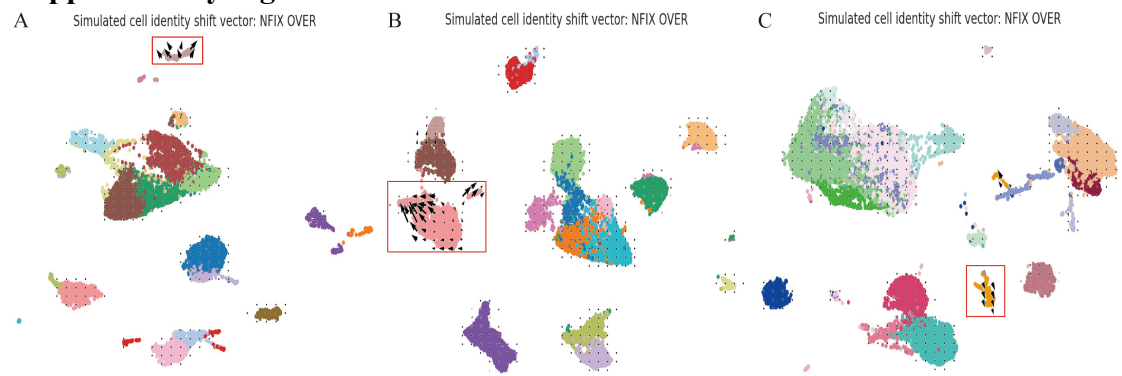 A
Simulated cell identity shift vector: NFIX OVER
B
Simulated cell identity shift vector: NFIX OVER
C
Simulated cell identity shift vector: NFIX OVER